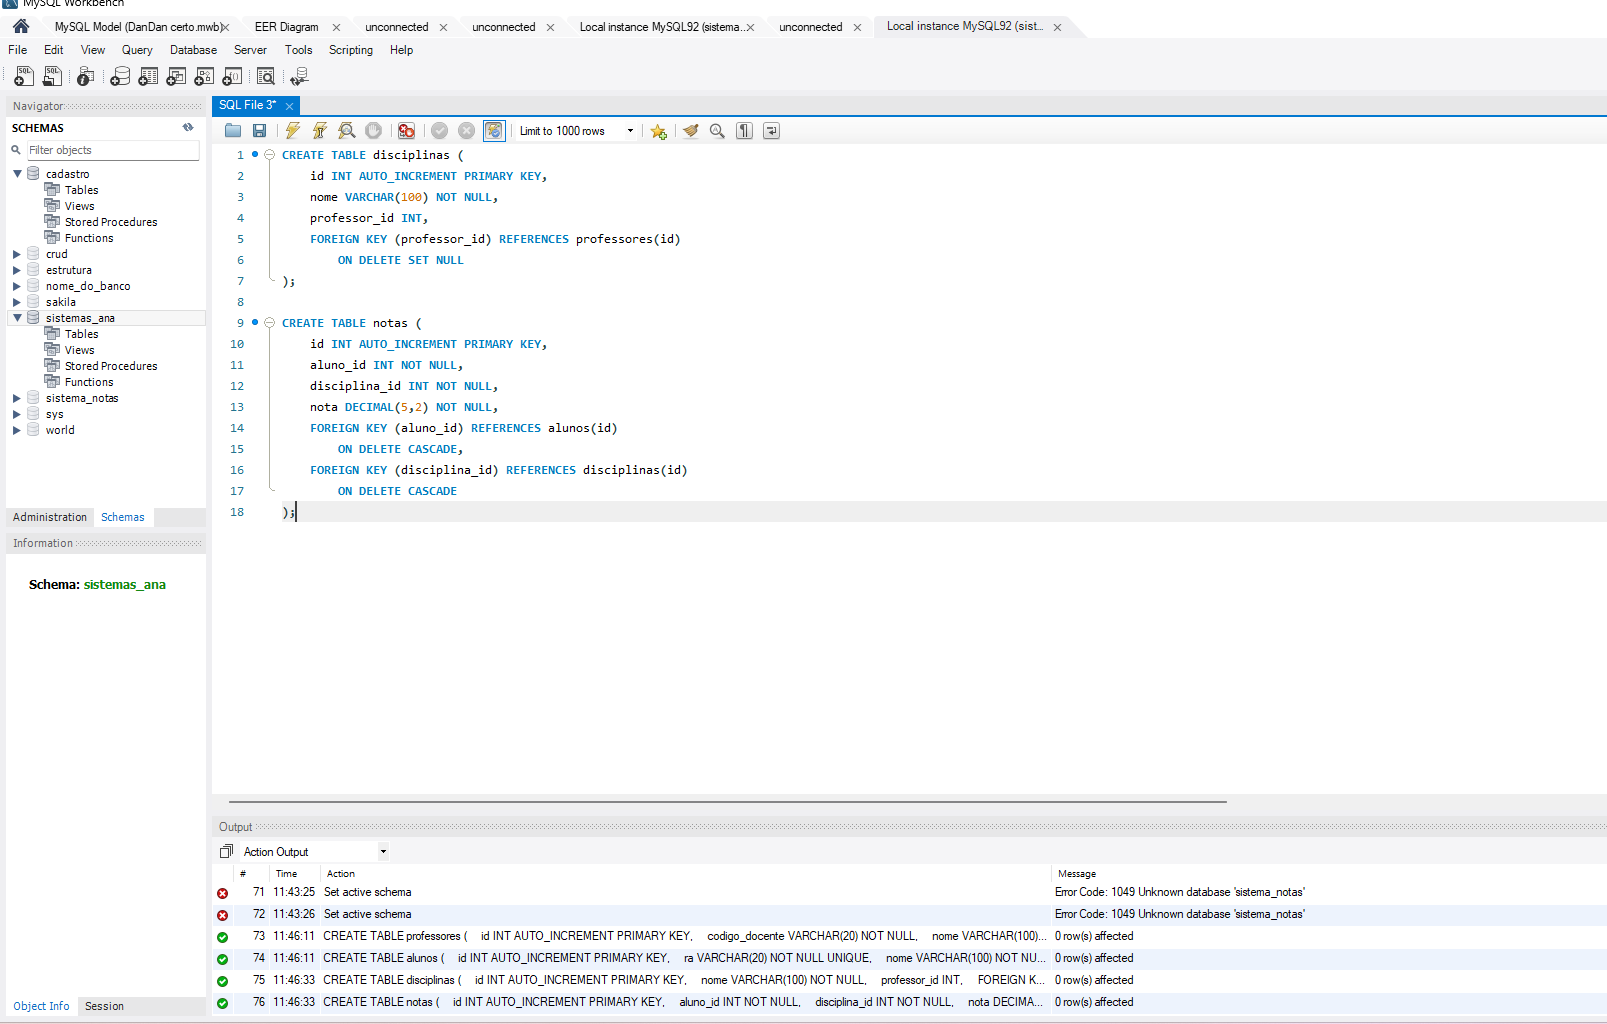 MySQL Workbench
MySQL Model (DanDan certo.mwb)
EER Diagram
unconnected
unconnected
Local instance MySQL92 (sistema...
unconnected
Local instance MySQL92 (sist...
File Edit View Query Database Server Tools Scripting Help
Navigator
SCHEMAS
Filter objects
cadastro
Tables
Views
Stored Procedures
Functions
crud
estrutura
nome_do_banco
sakila
sistemas_ana
Tables
Views
Stored Procedures
Functions
sistema_notas
sys
world
Administration Schemas
Information
Schema: sistemas_ana
Object Info Session
SQL File 3*
Limit to 1000 rows
1 CREATE TABLE disciplinas (
2 id INT AUTO_INCREMENT PRIMARY KEY,
3 nome VARCHAR(100) NOT NULL,
4 professor_id INT,
5 FOREIGN KEY (professor_id) REFERENCES professores(id)
6 ON DELETE SET NULL
7 );
8
9 CREATE TABLE notas (
10 id INT AUTO_INCREMENT PRIMARY KEY,
11 aluno_id INT NOT NULL,
12 disciplina_id INT NOT NULL,
13 nota DECIMAL(5,2) NOT NULL,
14 FOREIGN KEY (aluno_id) REFERENCES alunos(id)
15 ON DELETE CASCADE,
16 FOREIGN KEY (disciplina_id) REFERENCES disciplinas(id)
17 ON DELETE CASCADE
18 );
Output
Action Output
# Time Action Message
71 11:43:25 Set active schema Error Code: 1049 Unknown database 'sistema_notas'
72 11:43:26 Set active schema Error Code: 1049 Unknown database 'sistema_notas'
73 11:46:11 CREATE TABLE professores ( id INT AUTO_INCREMENT PRIMARY KEY, codigo_docente VARCHAR(20) NOT NULL, nome VARCHAR(100)... 0 row(s) affected
74 11:46:11 CREATE TABLE alunos ( id INT AUTO_INCREMENT PRIMARY KEY, ra VARCHAR(20) NOT NULL UNIQUE, nome VARCHAR(100) NOT NU... 0 row(s) affected
75 11:46:33 CREATE TABLE disciplinas ( id INT AUTO_INCREMENT PRIMARY KEY, nome VARCHAR(100) NOT NULL, professor_id INT, FOREIGN K... 0 row(s) affected
76 11:46:33 CREATE TABLE notas ( id INT AUTO_INCREMENT PRIMARY KEY, aluno_id INT NOT NULL, disciplina_id INT NOT NULL, nota DECIMA... 0 row(s) affected